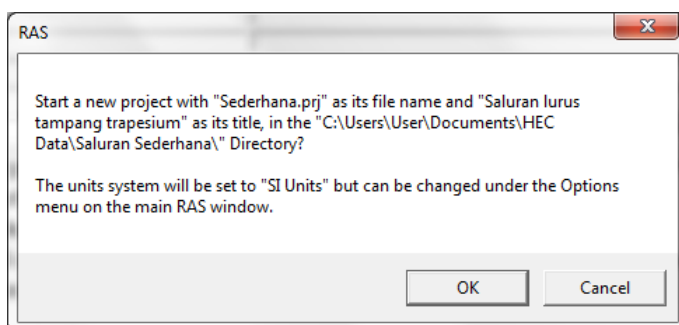 RAS
Start a new project with "Sederhana.prj" as its file name and "Saluran lurus
tampang trapesium" as its title, in the "C:\Users\User\Documents\HEC
Data\Saluran Sederhana\" Directory?
The units system will be set to "SI Units" but can be changed under the Options
menu on the main RAS window.
OK
Cancel